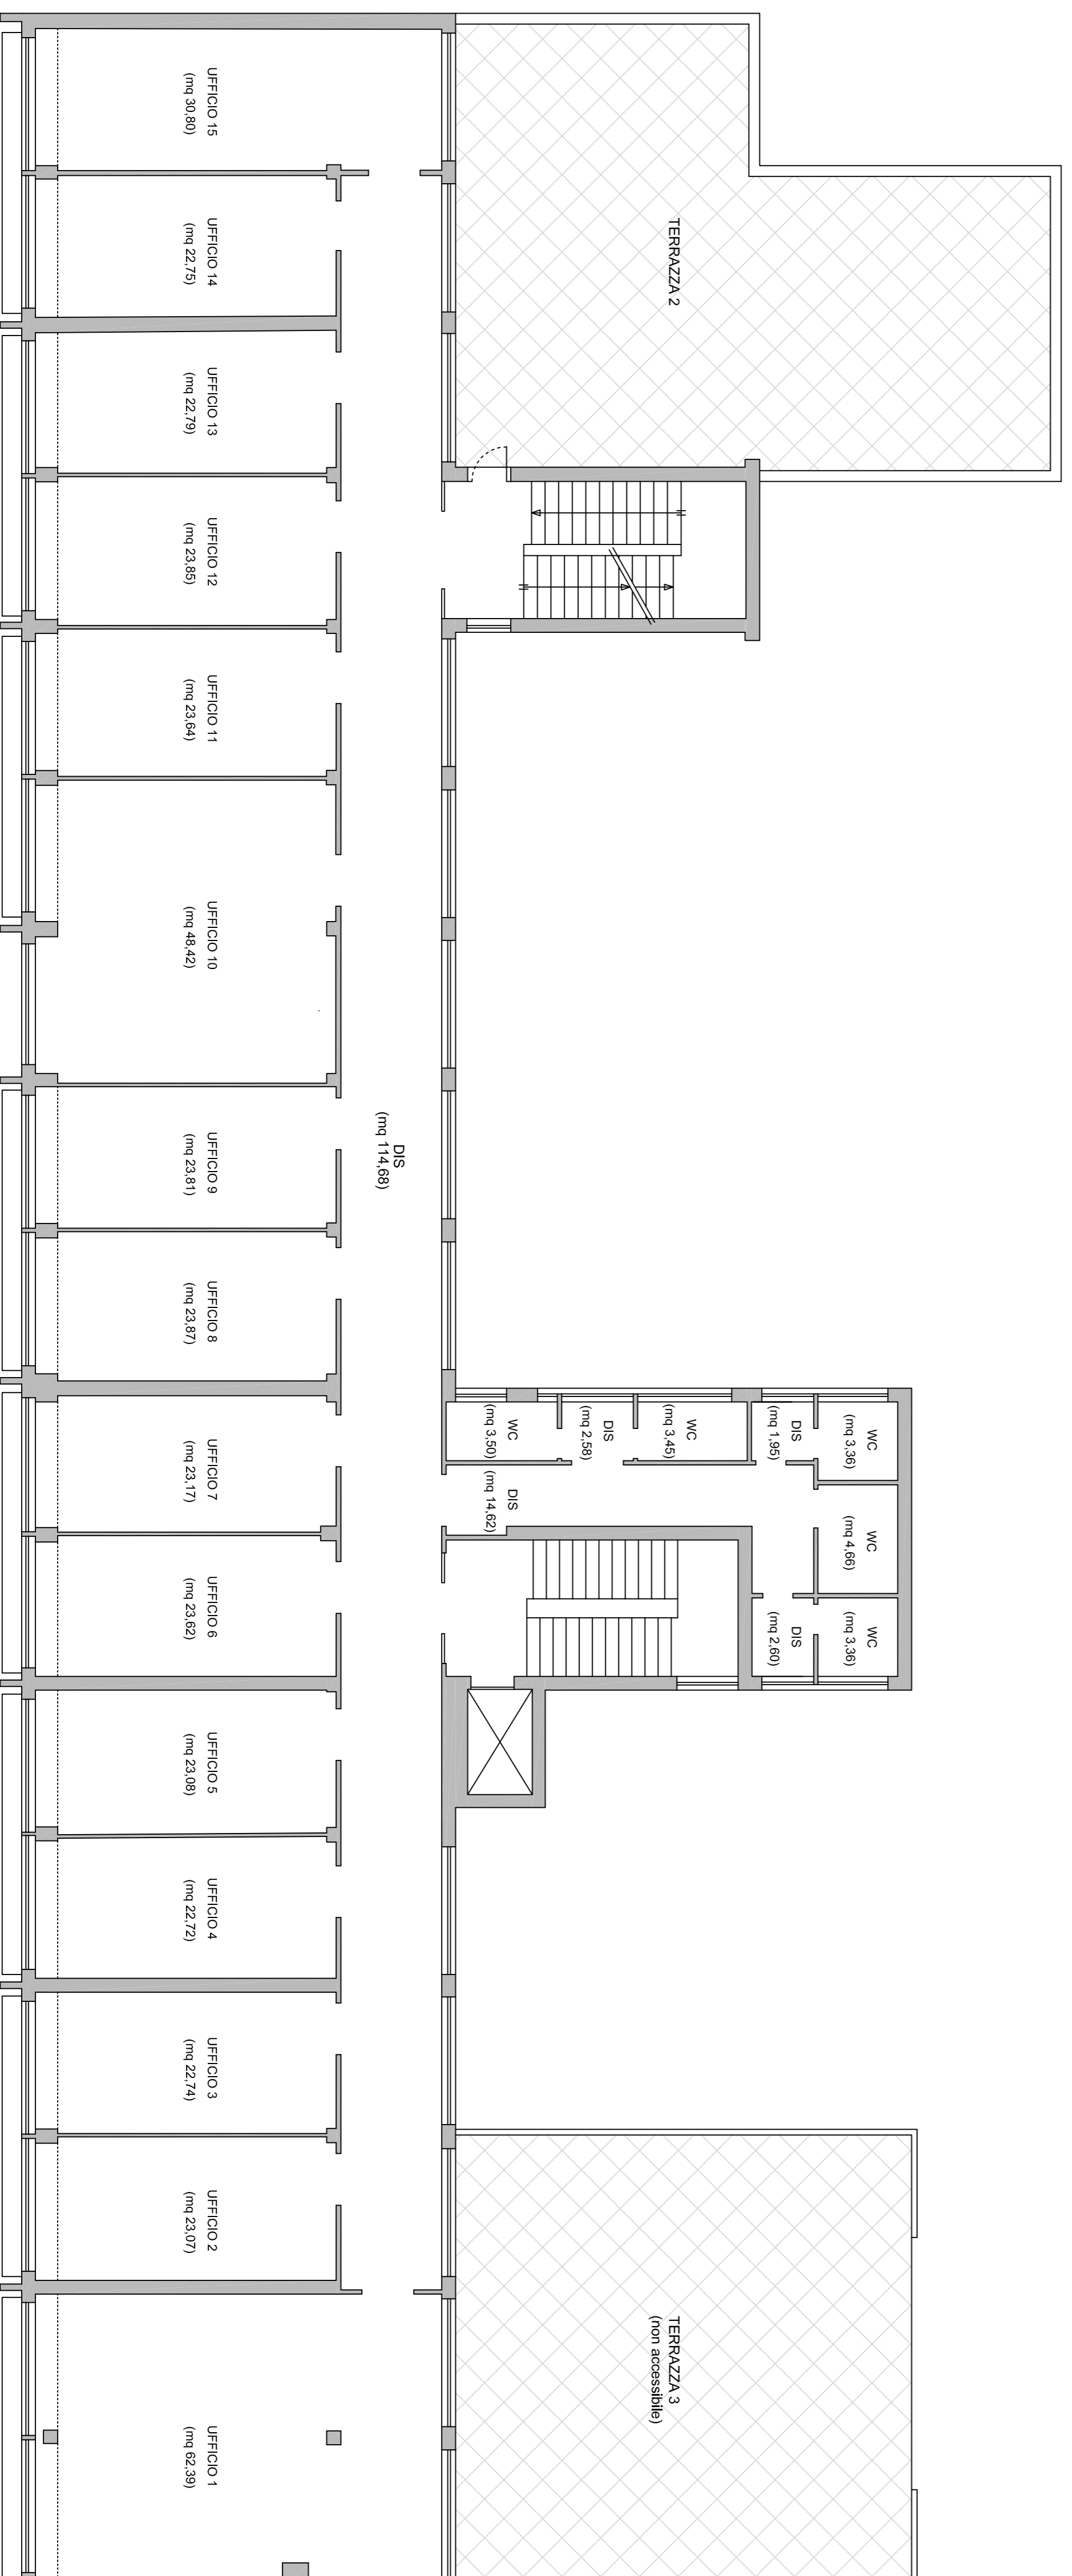 UFFICIO 15
(mq 30,80)
UFFICIO 14
(mq 22,75)
TERRAZZA 2
UFFICIO 13
(mq 22,79)
UFFICIO 12
(mq 23,85)
UFFICIO 11
(mq 23,64)
UFFICIO 10
(mq 48,42)
DIS
(mq 114,68)
UFFICIO 9
(mq 23,81)
UFFICIO 8
(mq 23,87)
UFFICIO 7
(mq 23,17)
WC
(mq 3,50)
DIS
(mq 2,58)
WC
(mq 3,45)
DIS
(mq 1,95)
WC
(mq 3,36)
DIS
(mq 14,62)
WC
(mq 4,66)
UFFICIO 6
(mq 23,62)
DIS
(mq 2,60)
WC
(mq 3,36)
UFFICIO 5
(mq 23,08)
UFFICIO 4
(mq 22,72)
UFFICIO 3
(mq 22,74)
UFFICIO 2
(mq 23,07)
TERRAZZA 3
(non accessibile)
UFFICIO 1
(mq 62,39)